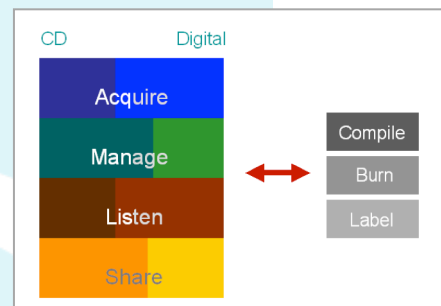 CD Digital
Acquire
Manage
Listen
Share
Compile
Burn
Label